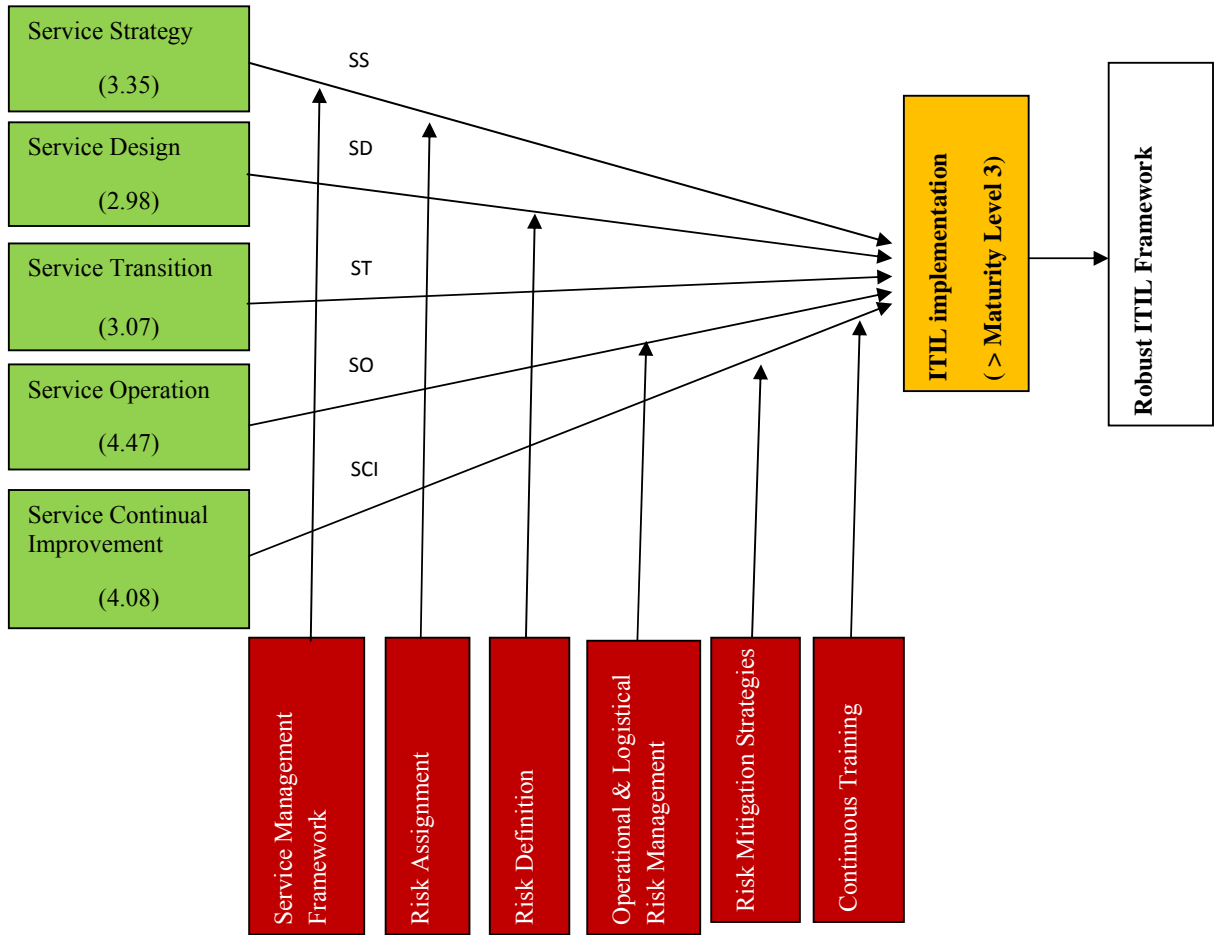 Service Strategy
(3.35)
Service Design
(2.98)
Service Transition
(3.07)
Service Operation
(4.47)
Service Continual
Improvement
(4.08)
SS
SD
ST
SO
SCI
ITIL implementation
( > Maturity Level 3)
Robust ITIL Framework
Service Management
Framework
Risk Assignment
Risk Definition
Operational & Logistical
Risk Management
Risk Mitigation Strategies
Continuous Training